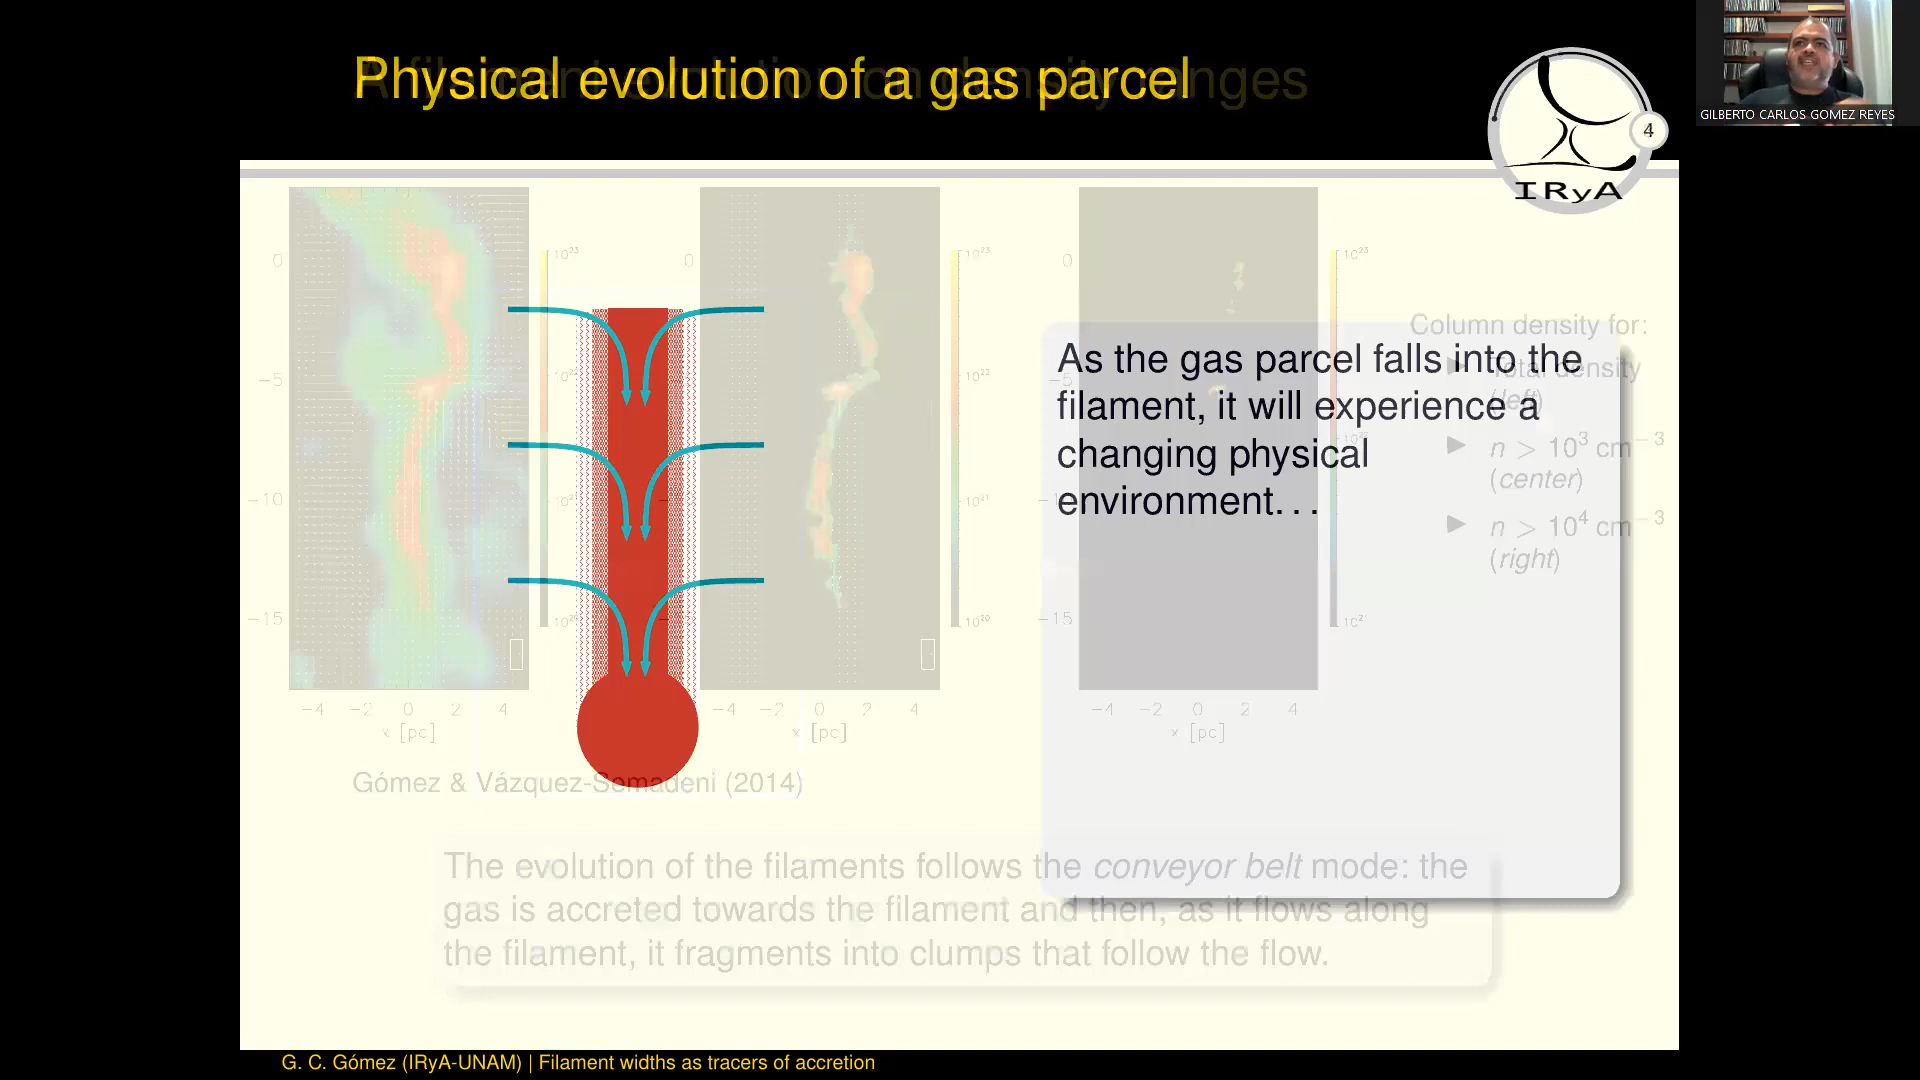 Physical evolution of a gas parcel
GILBERTO CARLOS GOMEZ REYES
4
IRyA
10²³
10²³
10²³
0
0
0
Column density for:
As the gas parcel falls into the
filament, it will experience a
changing physical
environment...
Total density
(left)
n > 10³ cm⁻³
(center)
n > 10⁴ cm⁻³
(right)
−5
10²²
−10
10²¹
−15
10²⁰
−4 −2 0 2 4
x [pc]
−5
10²²
10²¹
−15
10²⁰
−4 −2 0 2 4
x [pc]
−4 −2 0 2 4
x [pc]
Gómez & Vázquez-Semadeni (2014)
The evolution of the filaments follows the conveyor belt mode: the
gas is accreted towards the filament and then, as it flows along
the filament, it fragments into clumps that follow the flow.
G. C. Gómez (IRyA-UNAM) | Filament widths as tracers of accretion